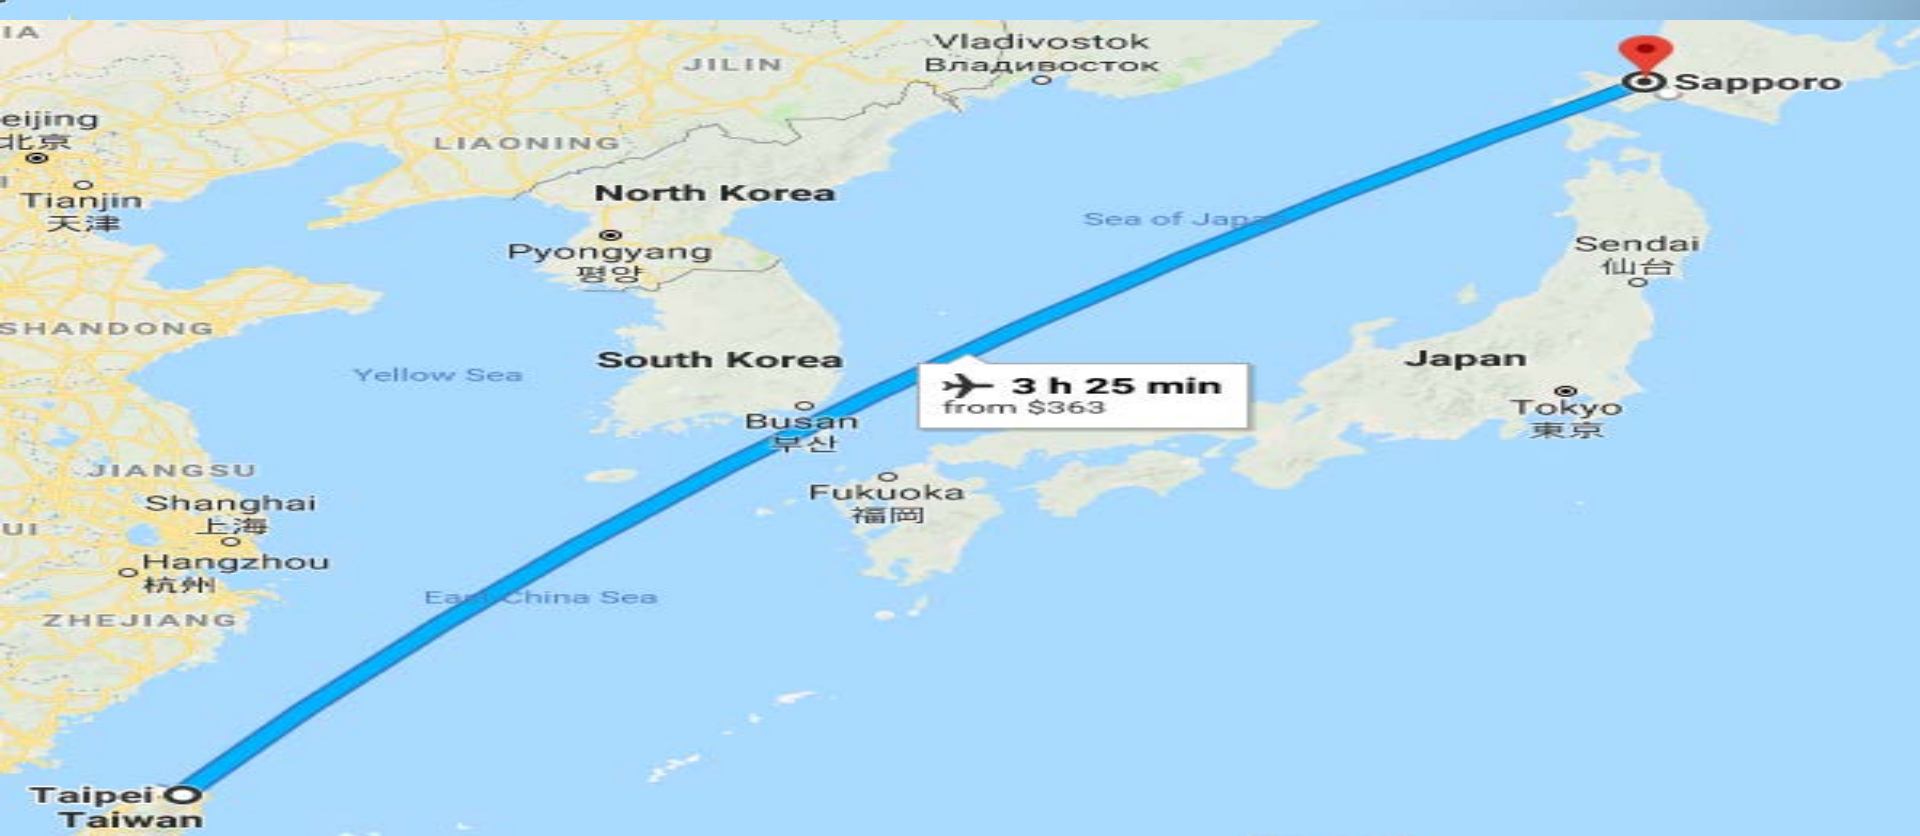 IA
Vladivostok
Владивосток
JILIN
Sapporo
eijing
北京
LIAONING
Tianjin
天津
North Korea
Sea of Japa
Pyongyang
평양
Sendai
仙台
SHANDONG
Yellow Sea
South Korea
Japan
3 h 25 min
from $363
Tokyo
東京
Busan
부산
JIANGSU
Fukuoka
福岡
Shanghai
上海
UI
Hangzhou
杭州
East China Sea
ZHEJIANG
Taipei
Taiwan